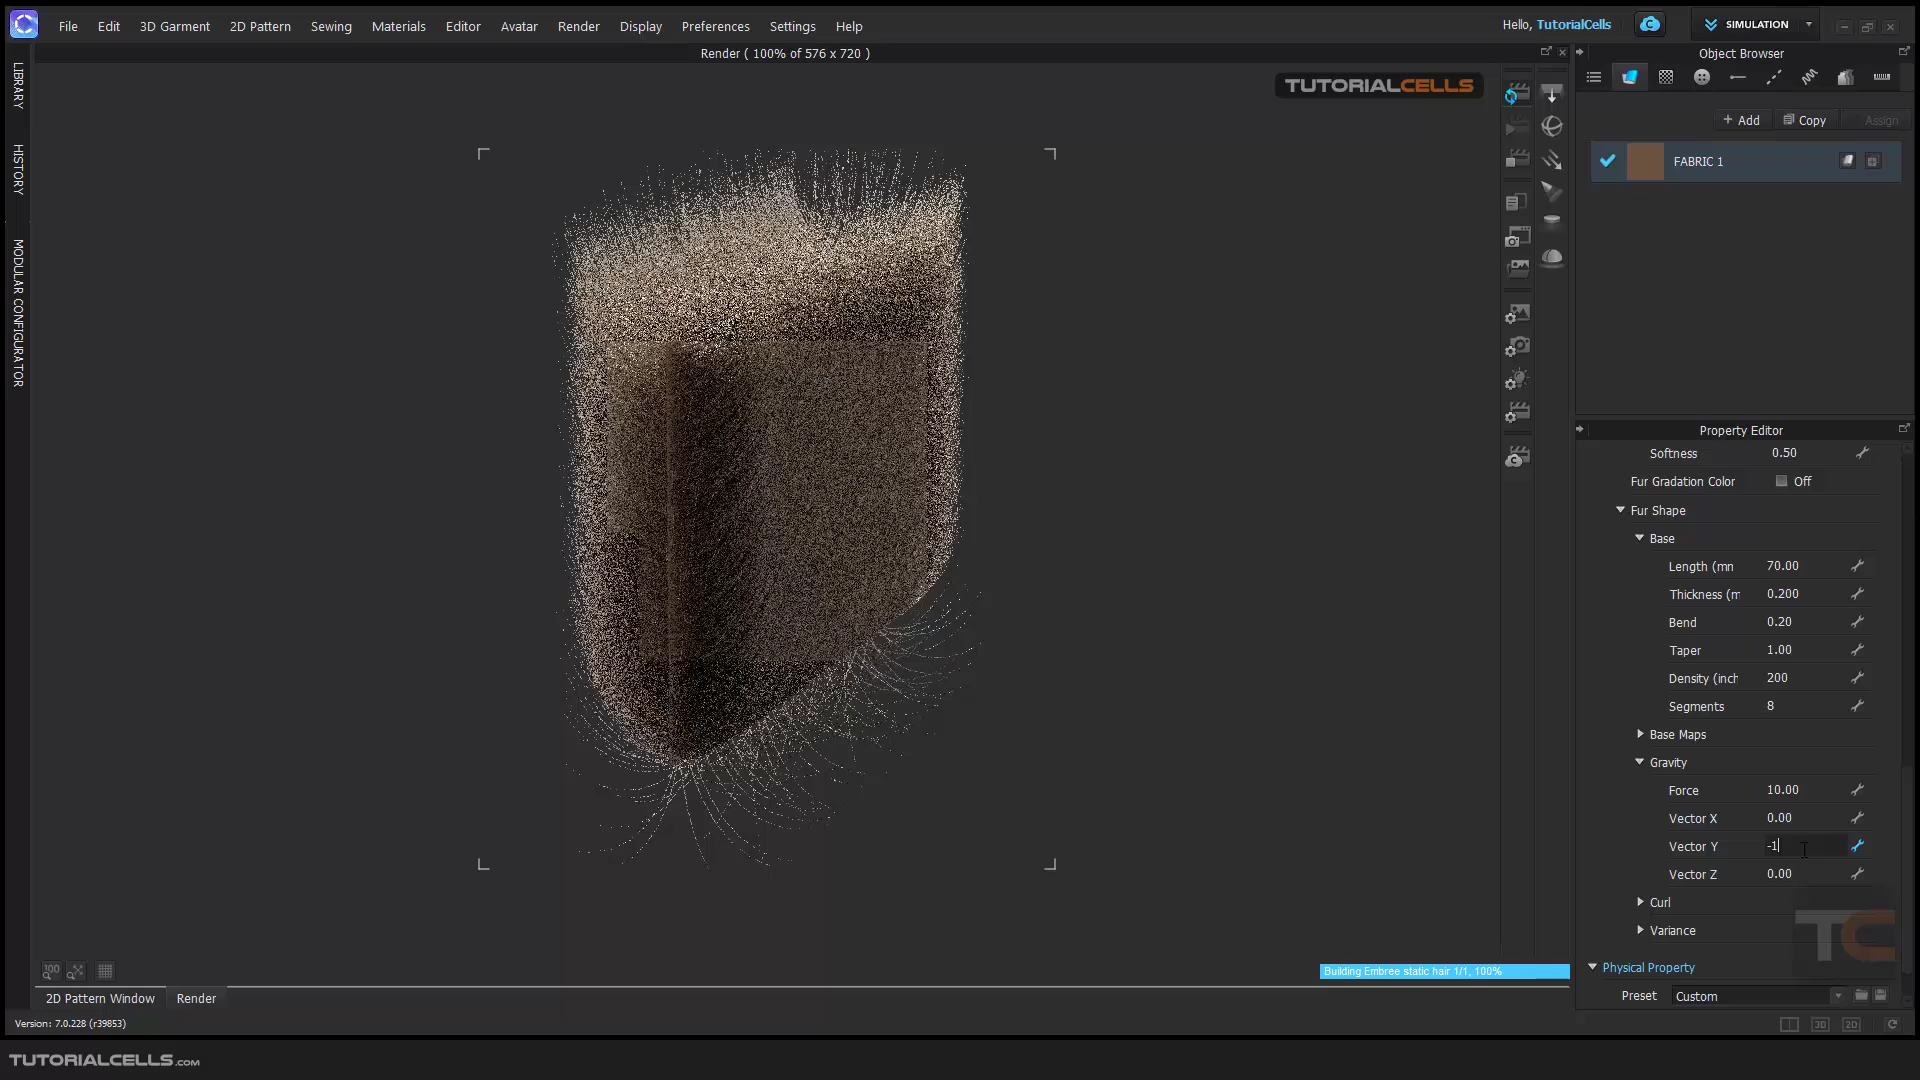 File Edit 3D Garment 2D Pattern Sewing Materials Editor Avatar Render Display Preferences Settings Help
Hello, TutorialCells
SIMULATION
Render ( 100% of 576 x 720 )
Object Browser
LIBRARY
HISTORY
MODULAR CONFIGURATOR
TUTORIALCELLS
+ Add Copy Assign
FABRIC 1
Property Editor
Softness 0.50
Fur Gradation Color Off
Fur Shape
Base
Length (mn 70.00
Thickness (m 0.200
Bend 0.20
Taper 1.00
Density (inch 200
Segments 8
Base Maps
Gravity
Force 10.00
Vector X 0.00
Vector Y -1
Vector Z 0.00
Curl
Variance
TC
Physical Property
Preset Custom
100
Building Embree static hair 1/1, 100%
2D Pattern Window Render
Version: 7.0.228 (r39853)
3D 2D
TUTORIALCELLS.com